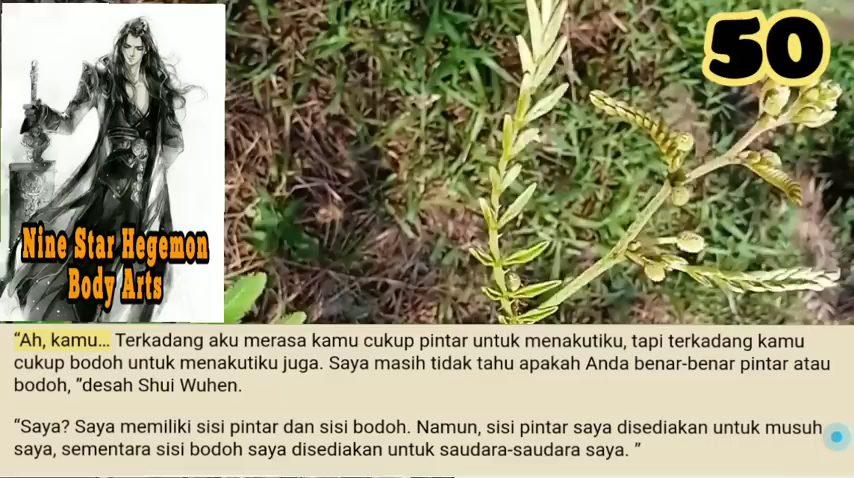 50
Nine Star Hegemon
Body Arts
“Ah, kamu... Terkadang aku merasa kamu cukup pintar untuk menakutiku, tapi terkadang kamu
cukup bodoh untuk menakutiku juga. Saya masih tidak tahu apakah Anda benar-benar pintar atau
bodoh, ”desah Shui Wuhen.
“Saya? Saya memiliki sisi pintar dan sisi bodoh. Namun, sisi pintar saya disediakan untuk musuh
saya, sementara sisi bodoh saya disediakan untuk saudara-saudara saya. ”